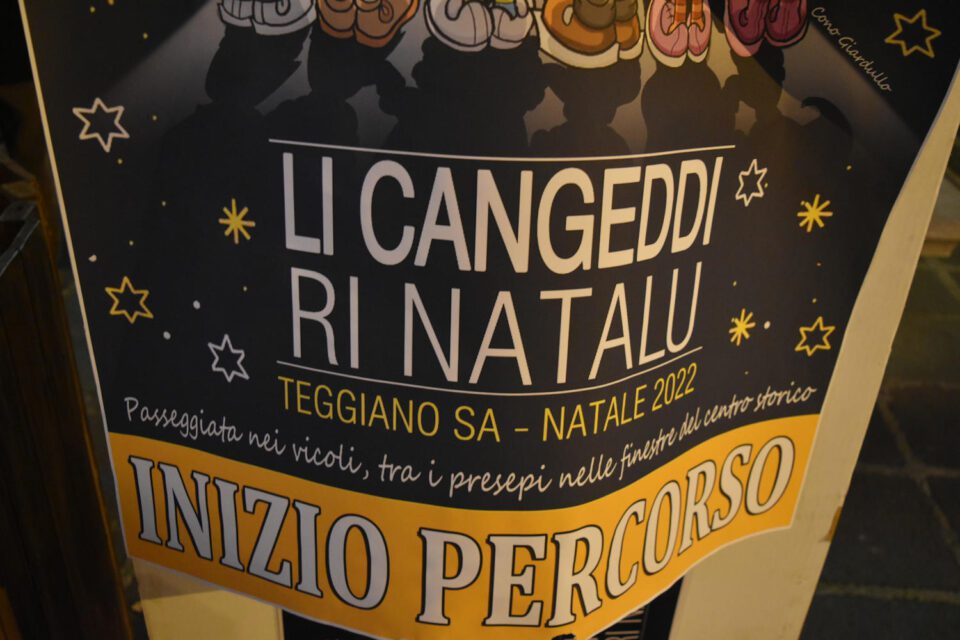 Cono Giardullo
LI CANGEDDI
RI NATALU
TEGGIANO SA - NATALE 2022
Passeggiata nei vicoli, tra i presepi nelle finestre del centro storico
INIZIO PERCORSO